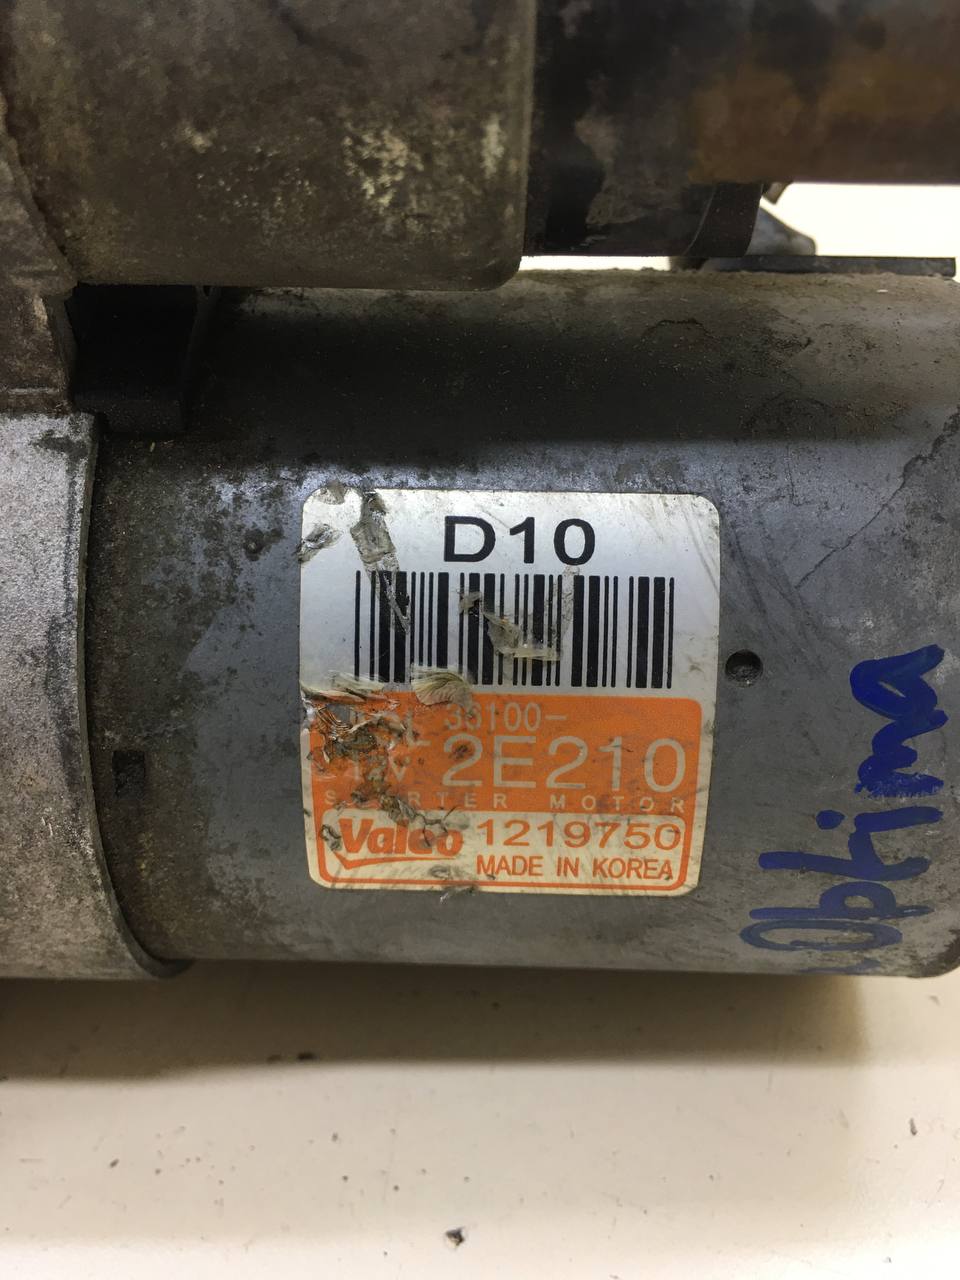 D10
36100-
2E210
STARTER MOTOR
Valeo 1219750
MADE IN KOREA
Optima